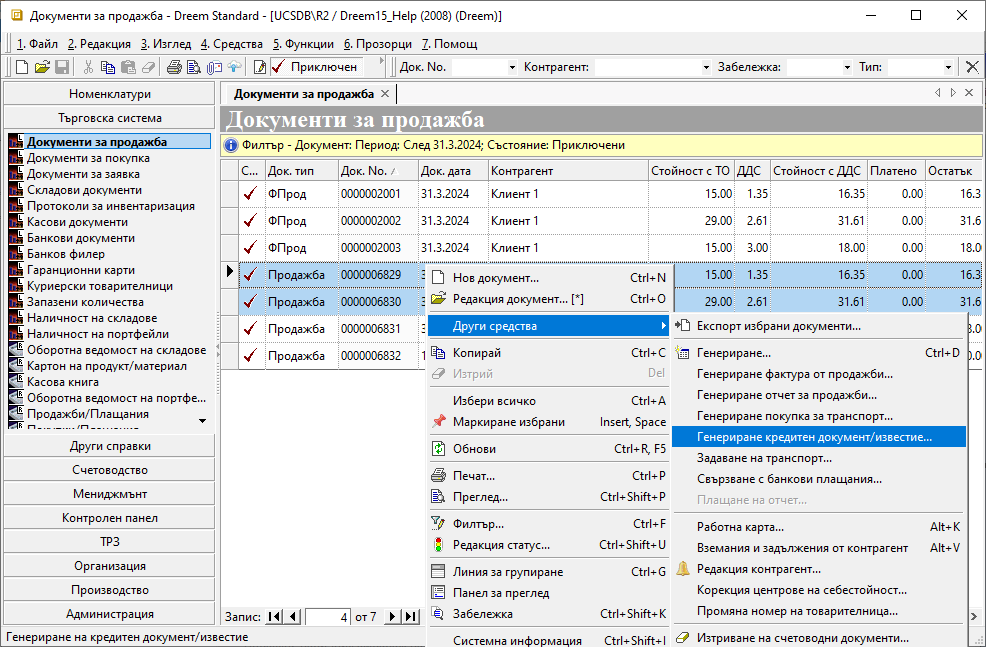 Документи за продажба - Dreem Standard - [UCSDB\R2 / Dreem15_Help (2008) (Dreem)]
1. Файл 2. Редакция 3. Изглед 4. Средства 5. Функции 6. Прозорци 7. Помощ
Приключен Док. No. Контрагент: Забележка: Тип:
Номенклатури
Търговска система
Документи за продажба
Документи за покупка
Документи за заявка
Складови документи
Протоколи за инвентаризация
Касови документи
Банкови документи
Банков филер
Гаранционни карти
Куриерски товарителници
Запазени количества
Наличност на складове
Наличност на портфейли
Оборотна ведомост на складове
Картон на продукт/материал
Касова книга
Оборотна ведомост на портфе...
Продажби/Плащания
Други справки
Счетоводство
Мениджмънт
Контролен панел
ТРЗ
Организация
Производство
Администрация
Документи за продажба
Документи за продажба
Филтър - Документ: Период: След 31.3.2024; Състояние: Приключени
С... Док. тип Док. No. Док. дата Контрагент Стойност с ТО ДДС Стойност с ДДС Платено Остатък
ФПрод 0000002001 31.3.2024 Клиент 1 15.00 1.35 16.35 0.00 16.3
ФПрод 0000002002 31.3.2024 Клиент 1 29.00 2.61 31.61 0.00 31.6
ФПрод 0000002003 31.3.2024 Клиент 1 15.00 3.00 18.00 0.00 18.0
Продажба 0000006829 3 15.00 1.35 16.35 0.00 16.3
Продажба 0000006830 3 29.00 2.61 31.61 0.00 31.6
Продажба 0000006831 3
Продажба 0000006832 1
Нов документ... Ctrl+N
Редакция документ... [*] Ctrl+O
Други средства
Копирай Ctrl+C
Изтрий Del
Избери всичко Ctrl+A
Маркиране избрани Insert, Space
Обнови Ctrl+R, F5
Печат... Ctrl+P
Преглед... Ctrl+Shift+P
Филтър... Ctrl+F
Редакция статус... Ctrl+Shift+U
Линия за групиране Ctrl+G
Панел за преглед
Забележка Ctrl+Shift+K
Системна информация Ctrl+Shift+I
Експорт избрани документи...
Генериране... Ctrl+D
Генериране фактура от продажби...
Генериране отчет за продажби...
Генериране покупка за транспорт...
Генериране кредитен документ/известие...
Задаване на транспорт...
Свързване с банкови плащания...
Плащане на отчет...
Работна карта... Alt+K
Вземания и задължения от контрагент Alt+V
Редакция контрагент...
Корекция центрове на себестойност...
Промяна номер на товарителница...
Изтриване на счетоводни документи...
Запис: 4 от 7
Генериране на кредитен документ/известие